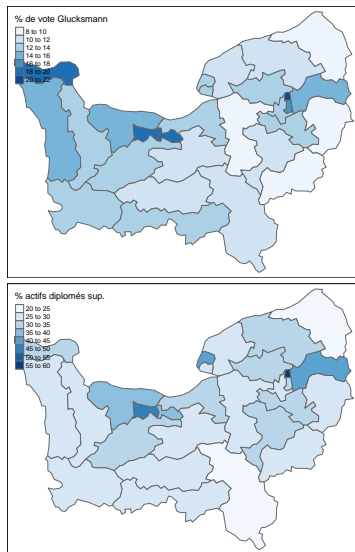 % de vote Glucksmann
8 to 10
10 to 12
12 to 14
14 to 16
16 to 18
18 to 20
20 to 22
% actifs diplomés sup.
20 to 25
25 to 30
30 to 35
35 to 40
40 to 45
45 to 50
50 to 55
55 to 60